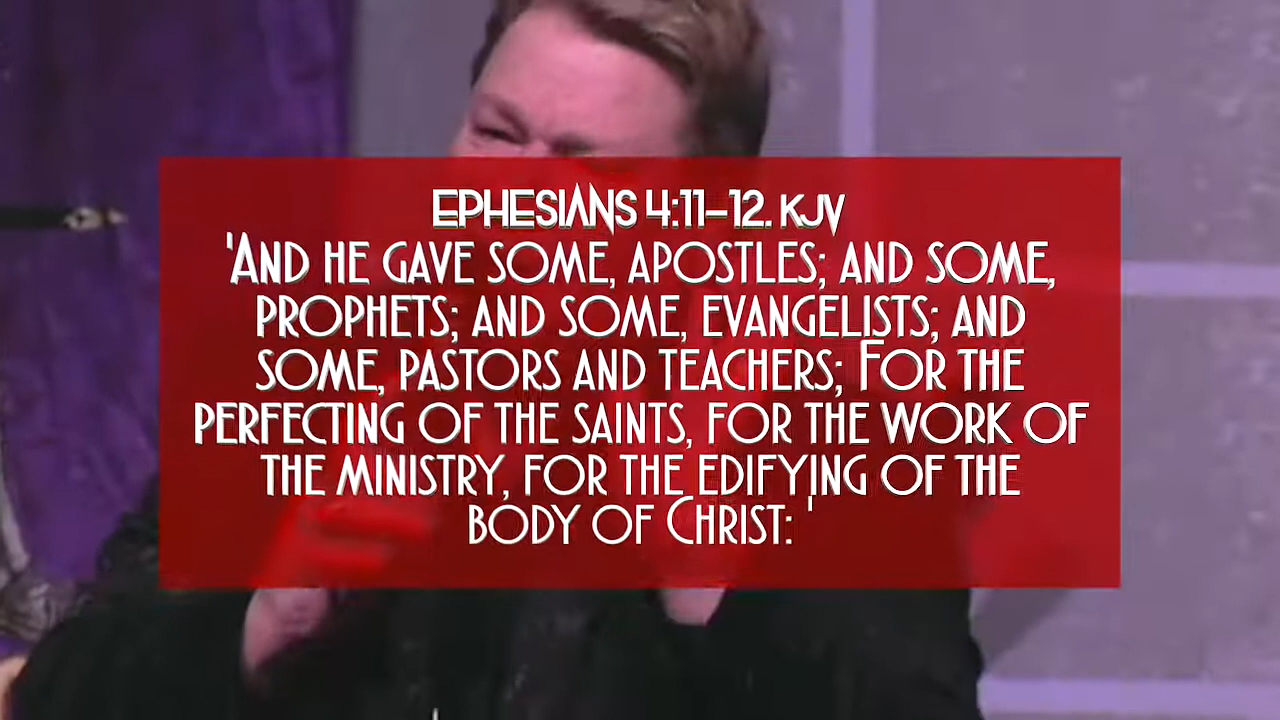 EPHESIANS 4:11-12. KJV
'AND HE GAVE SOME, APOSTLES; AND SOME,
PROPHETS; AND SOME, EVANGELISTS; AND
SOME, PASTORS AND TEACHERS; FOR THE
PERFECTING OF THE SAINTS, FOR THE WORK OF
THE MINISTRY, FOR THE EDIFYING OF THE
BODY OF CHRIST: '